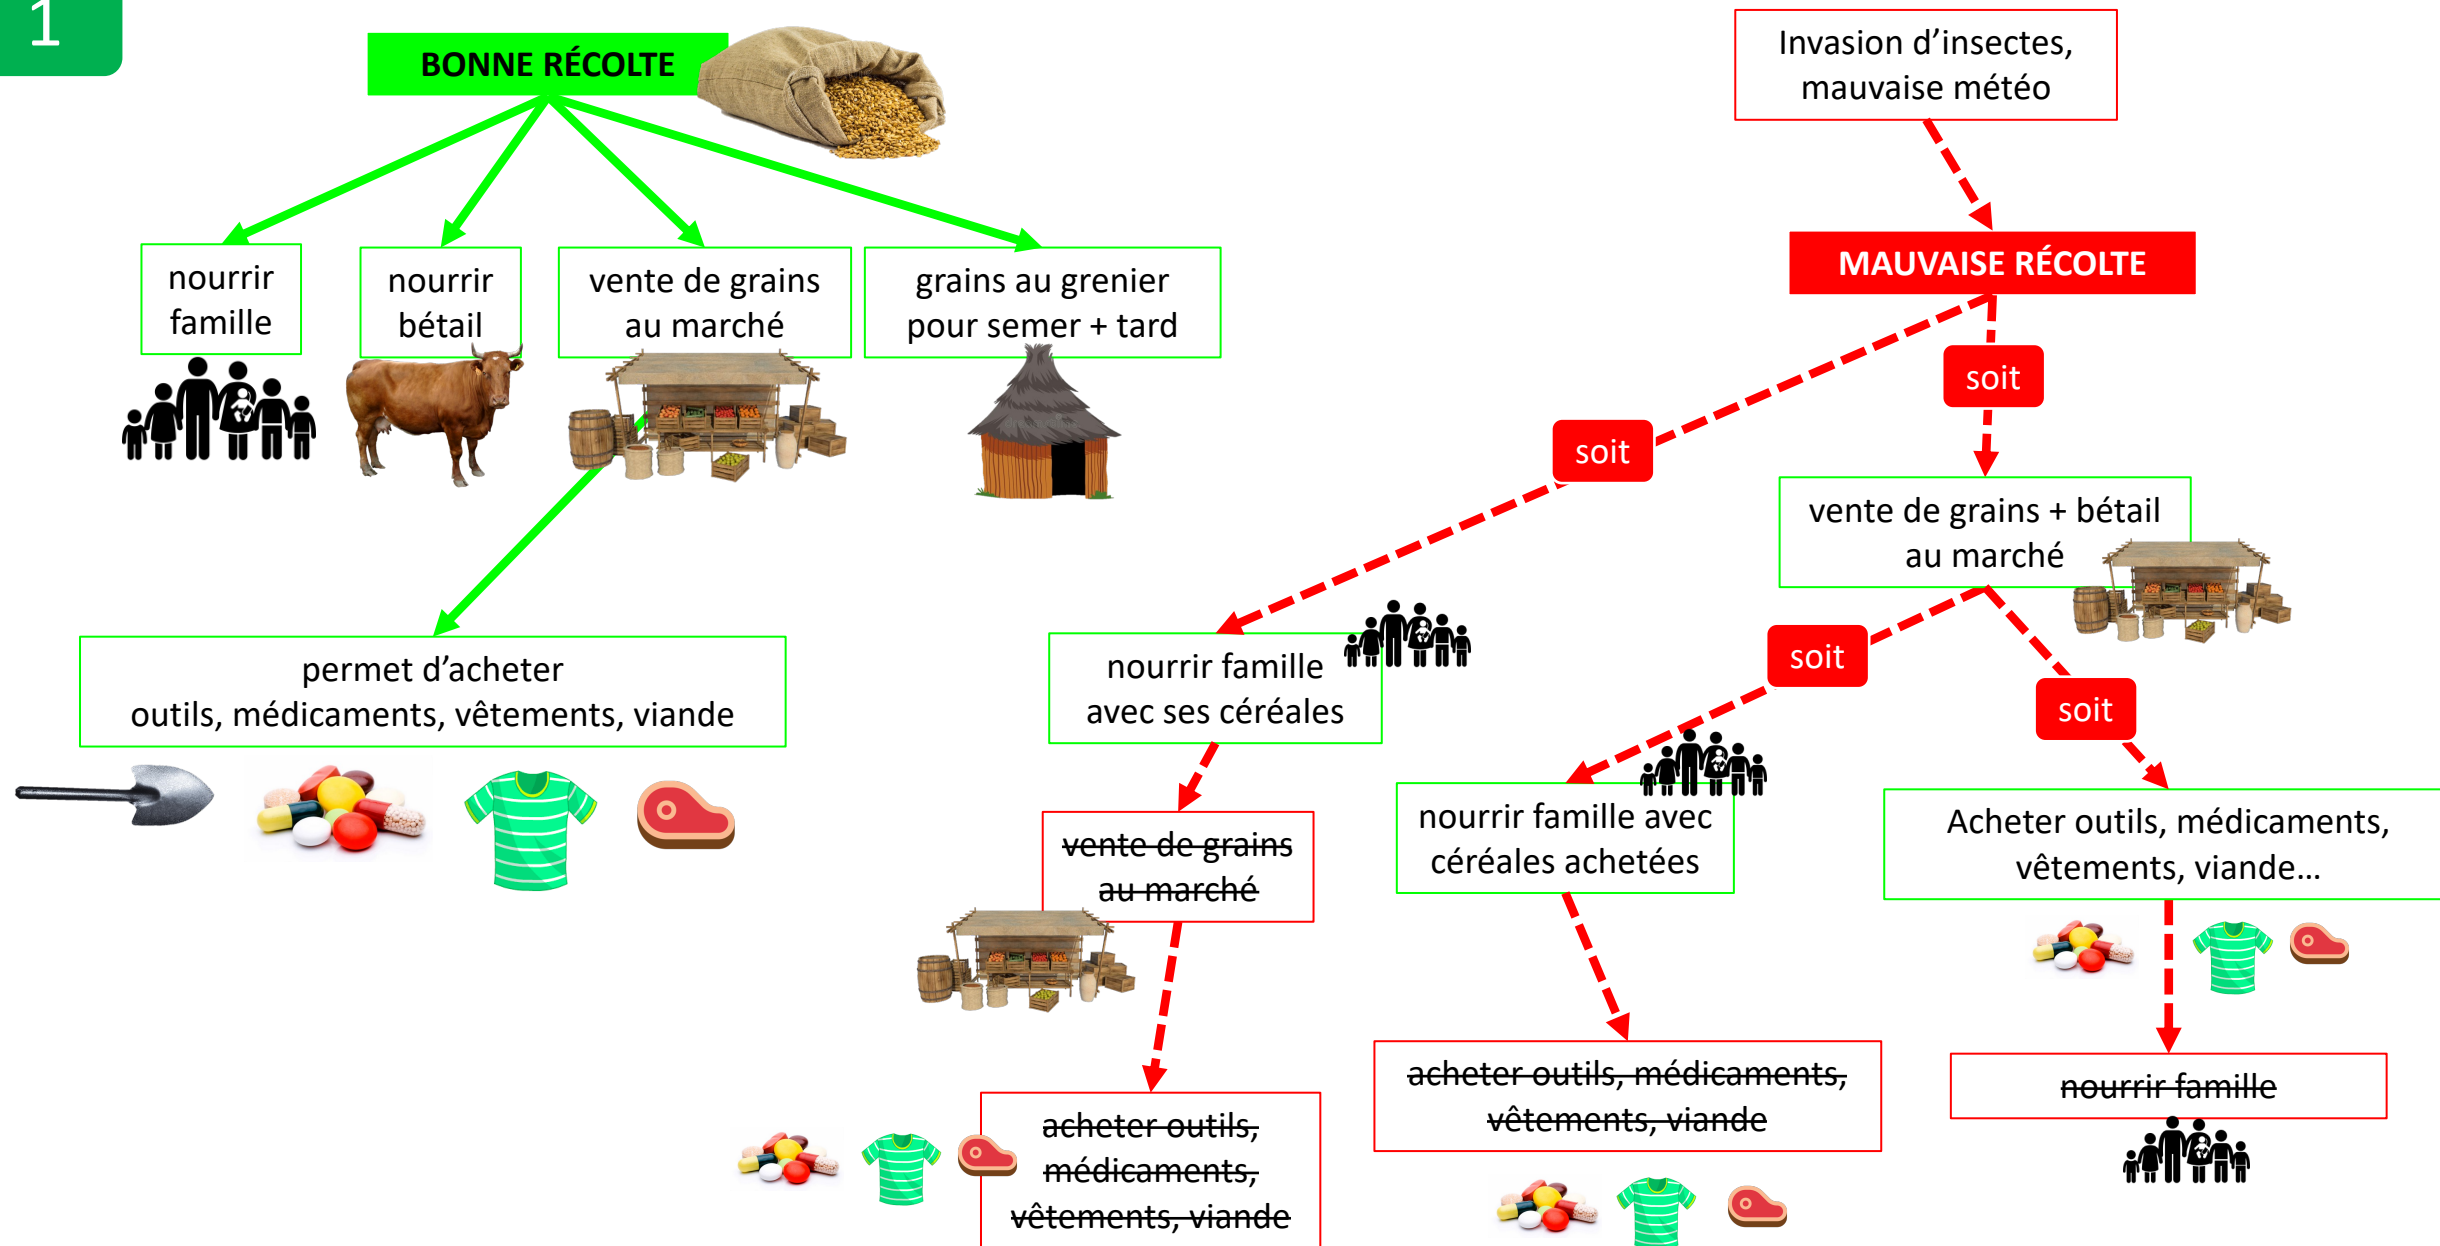 1
BONNE RÉCOLTE
nourrir
famille
nourrir
bétail
vente de grains
au marché
grains au grenier
pour semer + tard
permet d'acheter
outils, médicaments, vêtements, viande
Invasion d'insectes,
mauvaise météo
MAUVAISE RÉCOLTE
soit
soit
vente de grains + bétail
au marché
nourrir famille
avec ses céréales
soit
soit
vente de grains
au marché
nourrir famille avec
céréales achetées
Acheter outils, médicaments,
vêtements, viande…
acheter outils,
médicaments,
vêtements, viande
acheter outils, médicaments,
vêtements, viande
nourrir famille